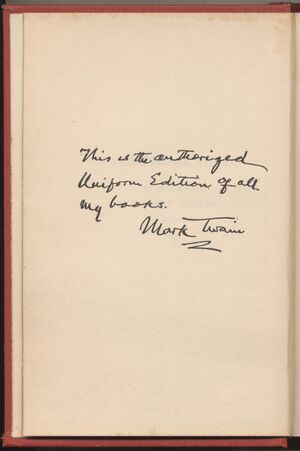 This is the authorized
Uniform Edition of all
my books.
Mark Twain